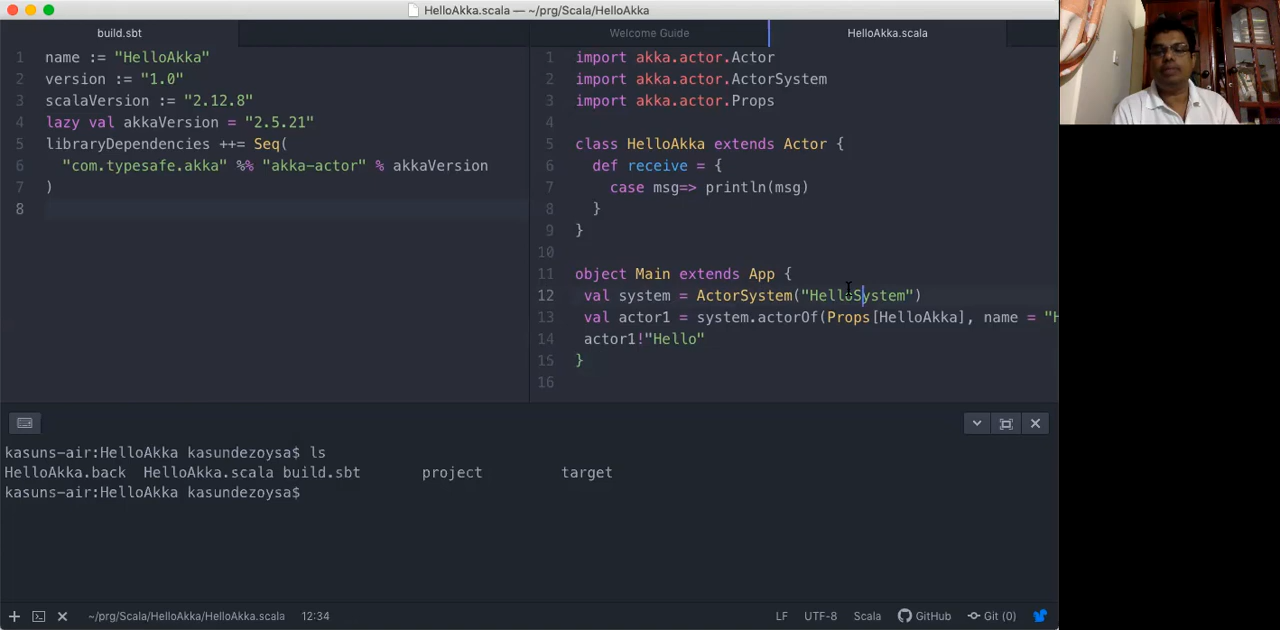 HelloAkka.scala — ~/prg/Scala/HelloAkka
build.sbt
1 name := "HelloAkka"
2 version := "1.0"
3 scalaVersion := "2.12.8"
4 lazy val akkaVersion = "2.5.21"
5 libraryDependencies ++= Seq(
6 "com.typesafe.akka" %% "akka-actor" % akkaVersion
7 )
8
Welcome Guide
HelloAkka.scala
1 import akka.actor.Actor
2 import akka.actor.ActorSystem
3 import akka.actor.Props
4
5 class HelloAkka extends Actor {
6 def receive = {
7 case msg=> println(msg)
8 }
9 }
10
11 object Main extends App {
12 val system = ActorSystem("HelloSystem")
13 val actor1 = system.actorOf(Props[HelloAkka], name = "H
14 actor1!"Hello"
15 }
16
kasuns-air:HelloAkka kasundezoysa$ ls
HelloAkka.back HelloAkka.scala build.sbt project target
kasuns-air:HelloAkka kasundezoysa$
~/prg/Scala/HelloAkka/HelloAkka.scala 12:34 LF UTF-8 Scala GitHub Git (0)